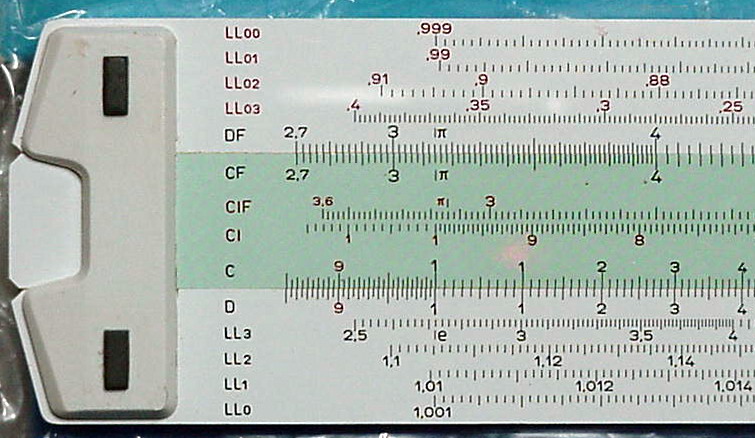 LL00 ,999
LL01 ,99
LL02 ,91 ,9 ,88
LL03 ,4 ,35 ,3 ,25
DF 2,7 3 π 4
CF 2,7 3 π 4
CIF 3,6 π 3
CI 1 1 9 8
C 9 1 1 2 3 4
D 9 1 1 2 3 4
LL3 2,5 e 3 3,5 4
LL2 1,1 1,12 1,14
LL1 1,01 1,012 1,014
LL0 1,001